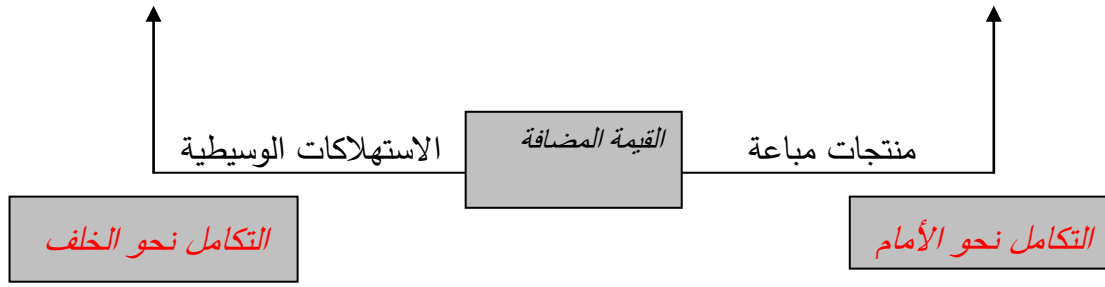 القيمة المضافة
منتجات مباعة
الاستهلاكات الوسيطية
التكامل نحو الأمام
التكامل نحو الخلف